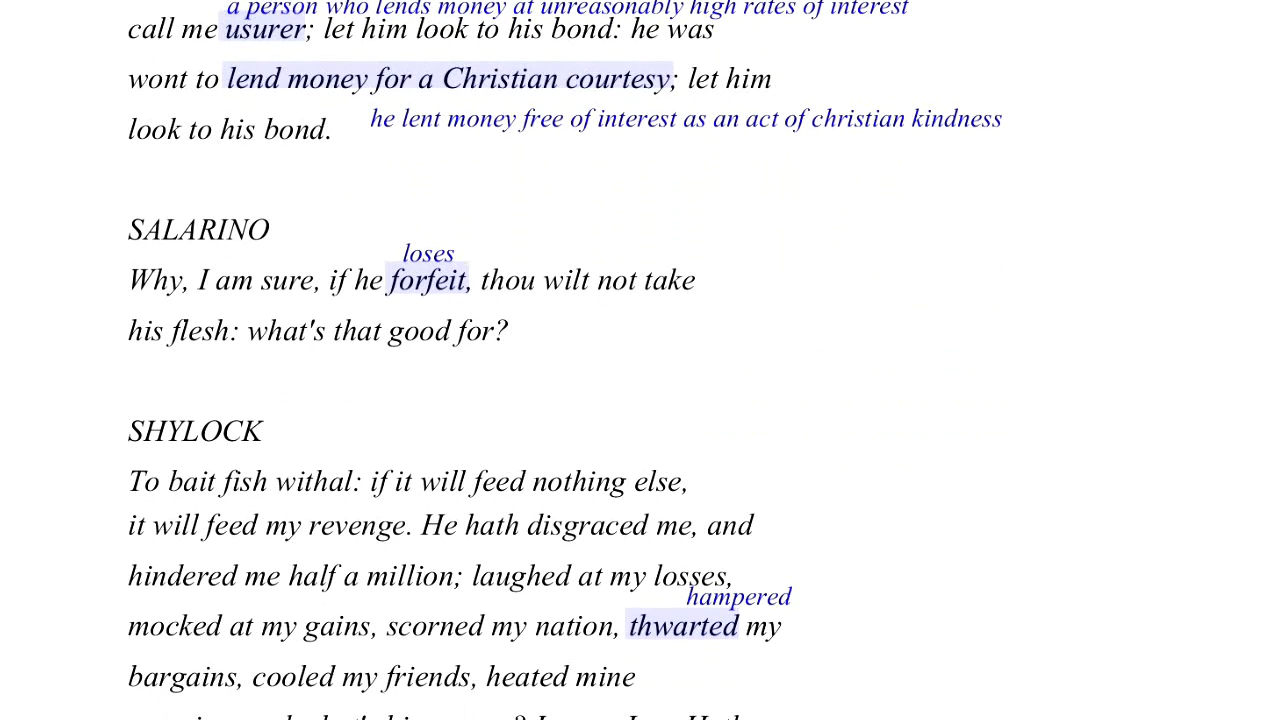 a person who lends money at unreasonably high rates of interest
call me usurer; let him look to his bond: he was
wont to lend money for a Christian courtesy; let him
he lent money free of interest as an act of christian kindness
look to his bond.
SALARINO
loses
Why, I am sure, if he forfeit, thou wilt not take
his flesh: what's that good for?
SHYLOCK
To bait fish withal: if it will feed nothing else,
it will feed my revenge. He hath disgraced me, and
hindered me half a million; laughed at my losses,
hampered
mocked at my gains, scorned my nation, thwarted my
bargains, cooled my friends, heated mine